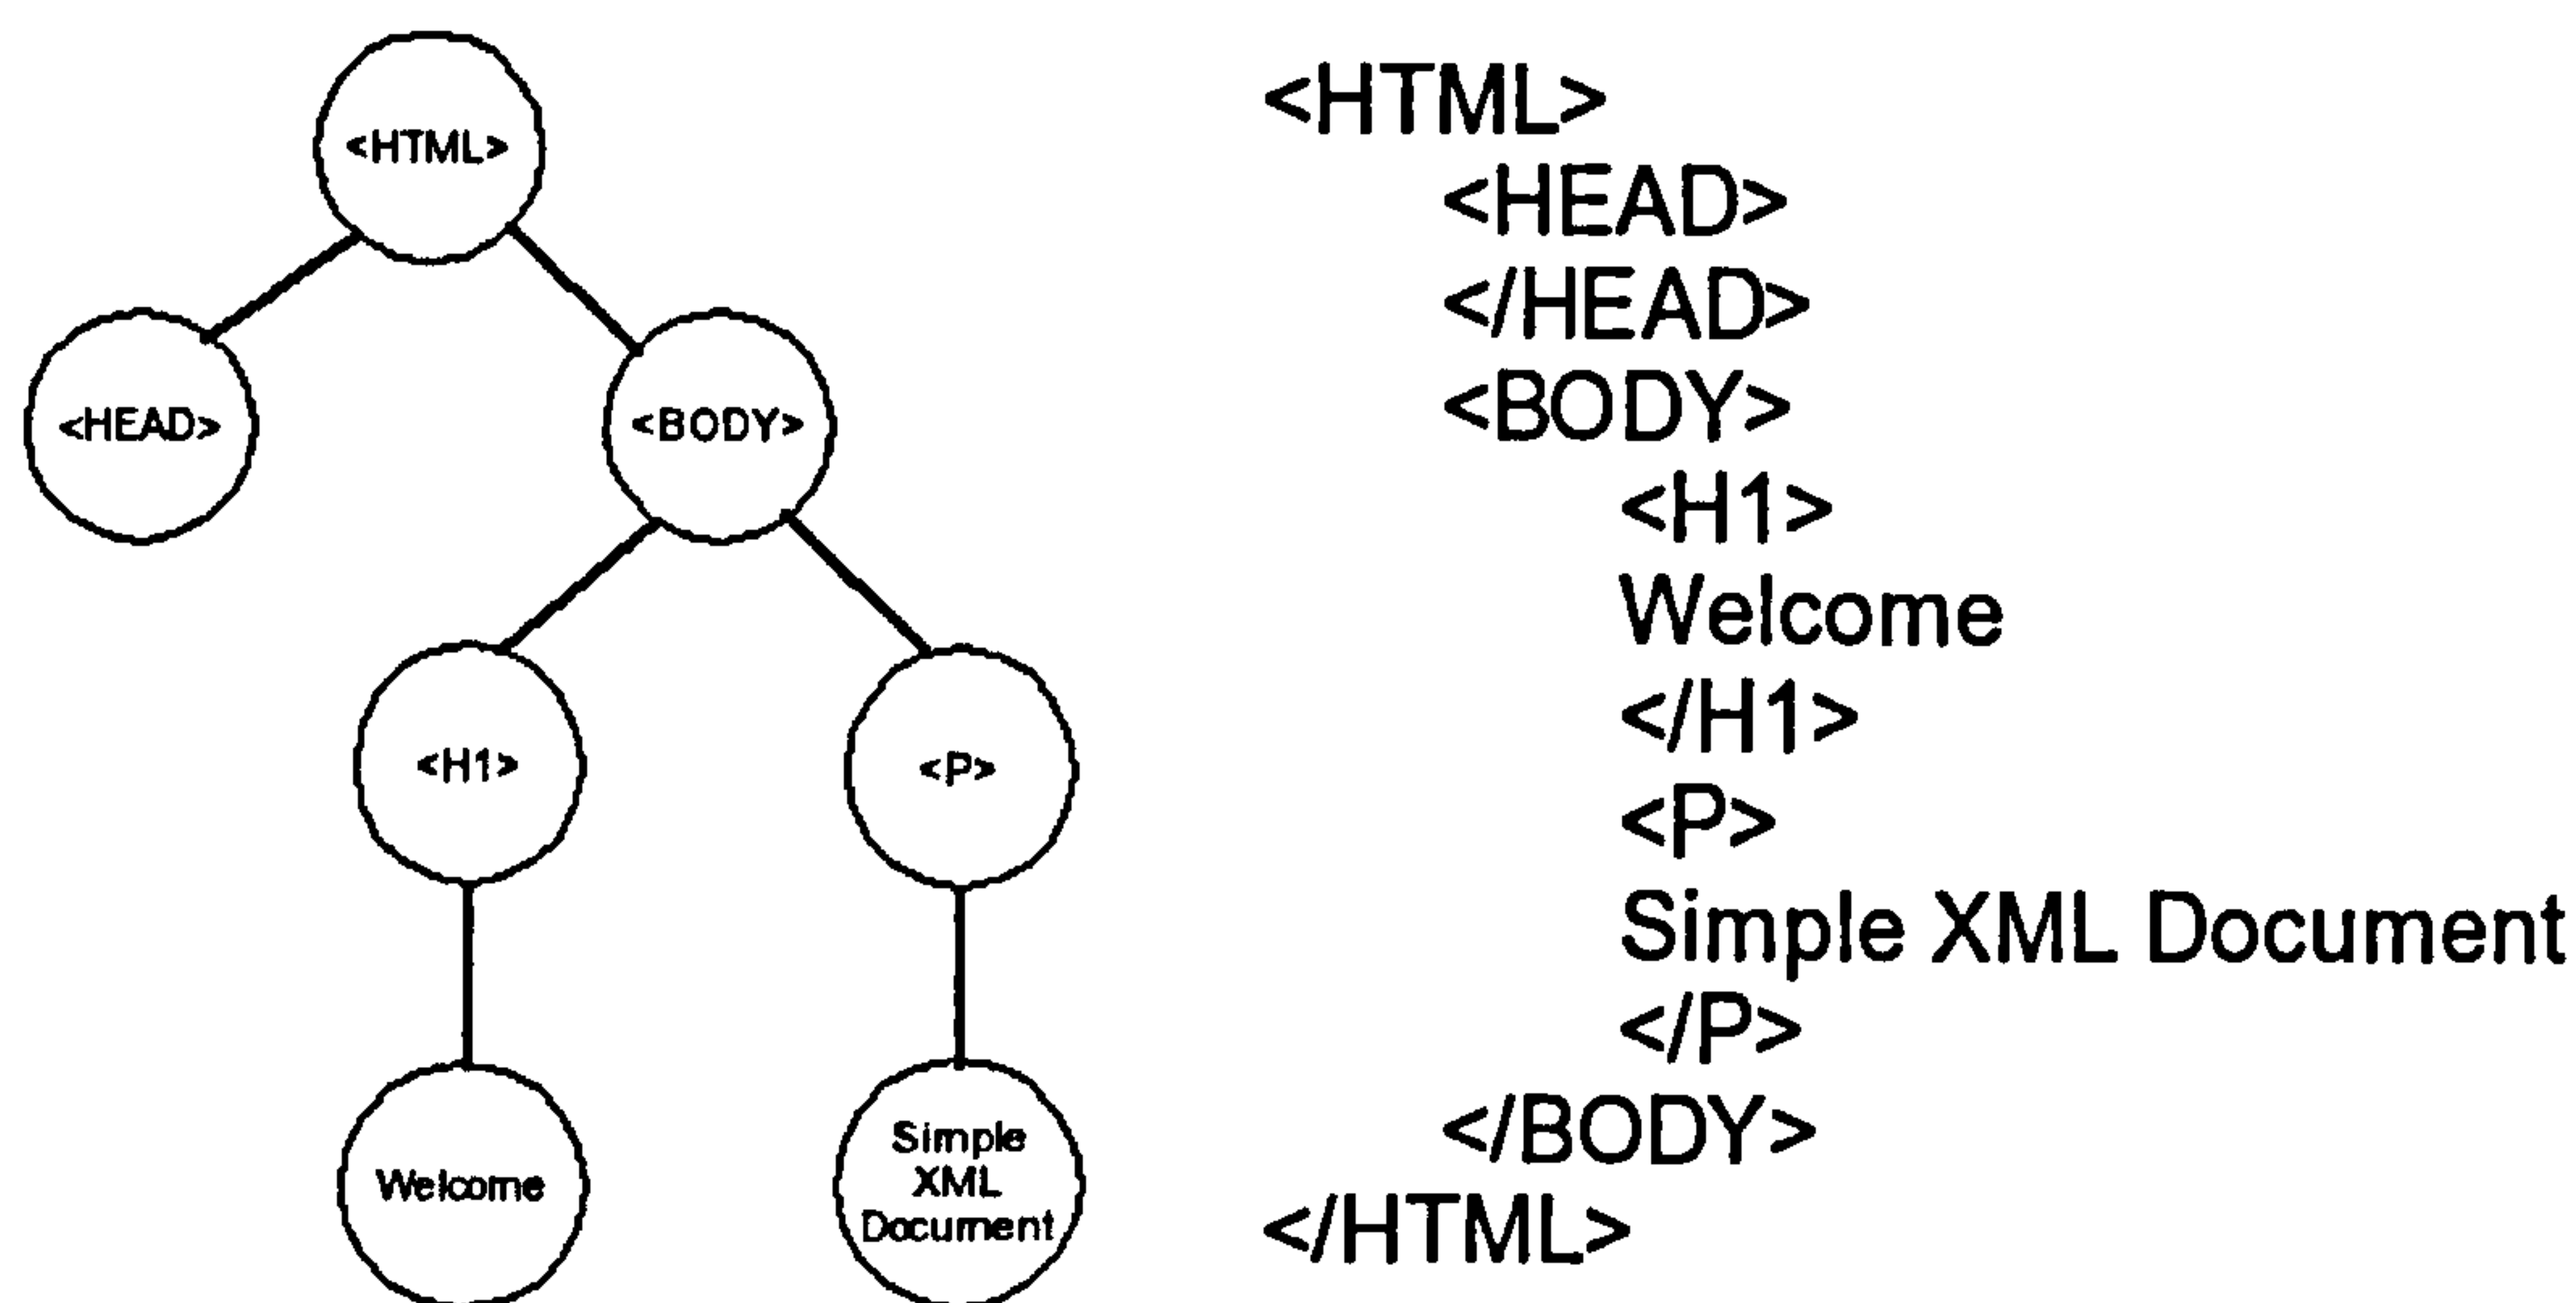 <HTML>
<HEAD>
<BODY>
<H1>
<P>
Welcome
Simple
XML
Document
<HTML>
<HEAD>
</HEAD>
<BODY>
<H1>
Welcome
</H1>
<P>
Simple XML Document
</P>
</BODY>
</HTML>